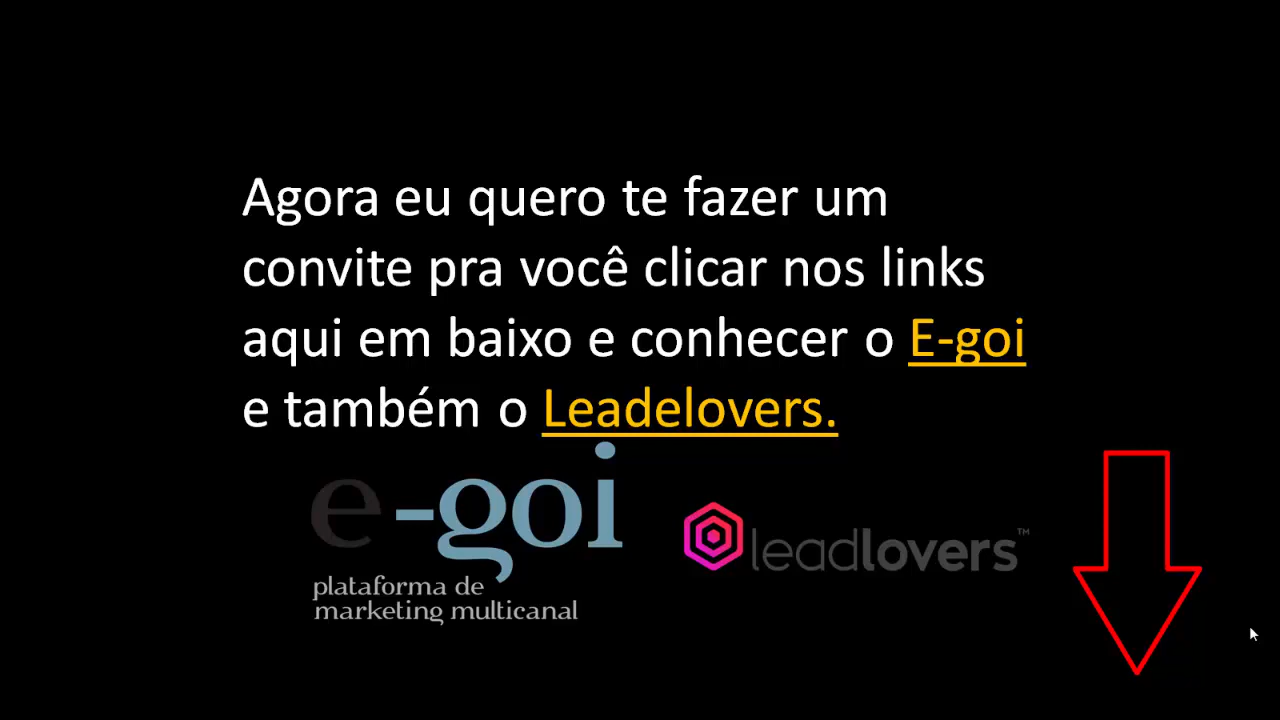 Agora eu quero te fazer um
convite pra você clicar nos links
aqui em baixo e conhecer o E-goi
e também o Leadelovers.
e-goi
plataforma de
marketing multicanal
leadlovers™